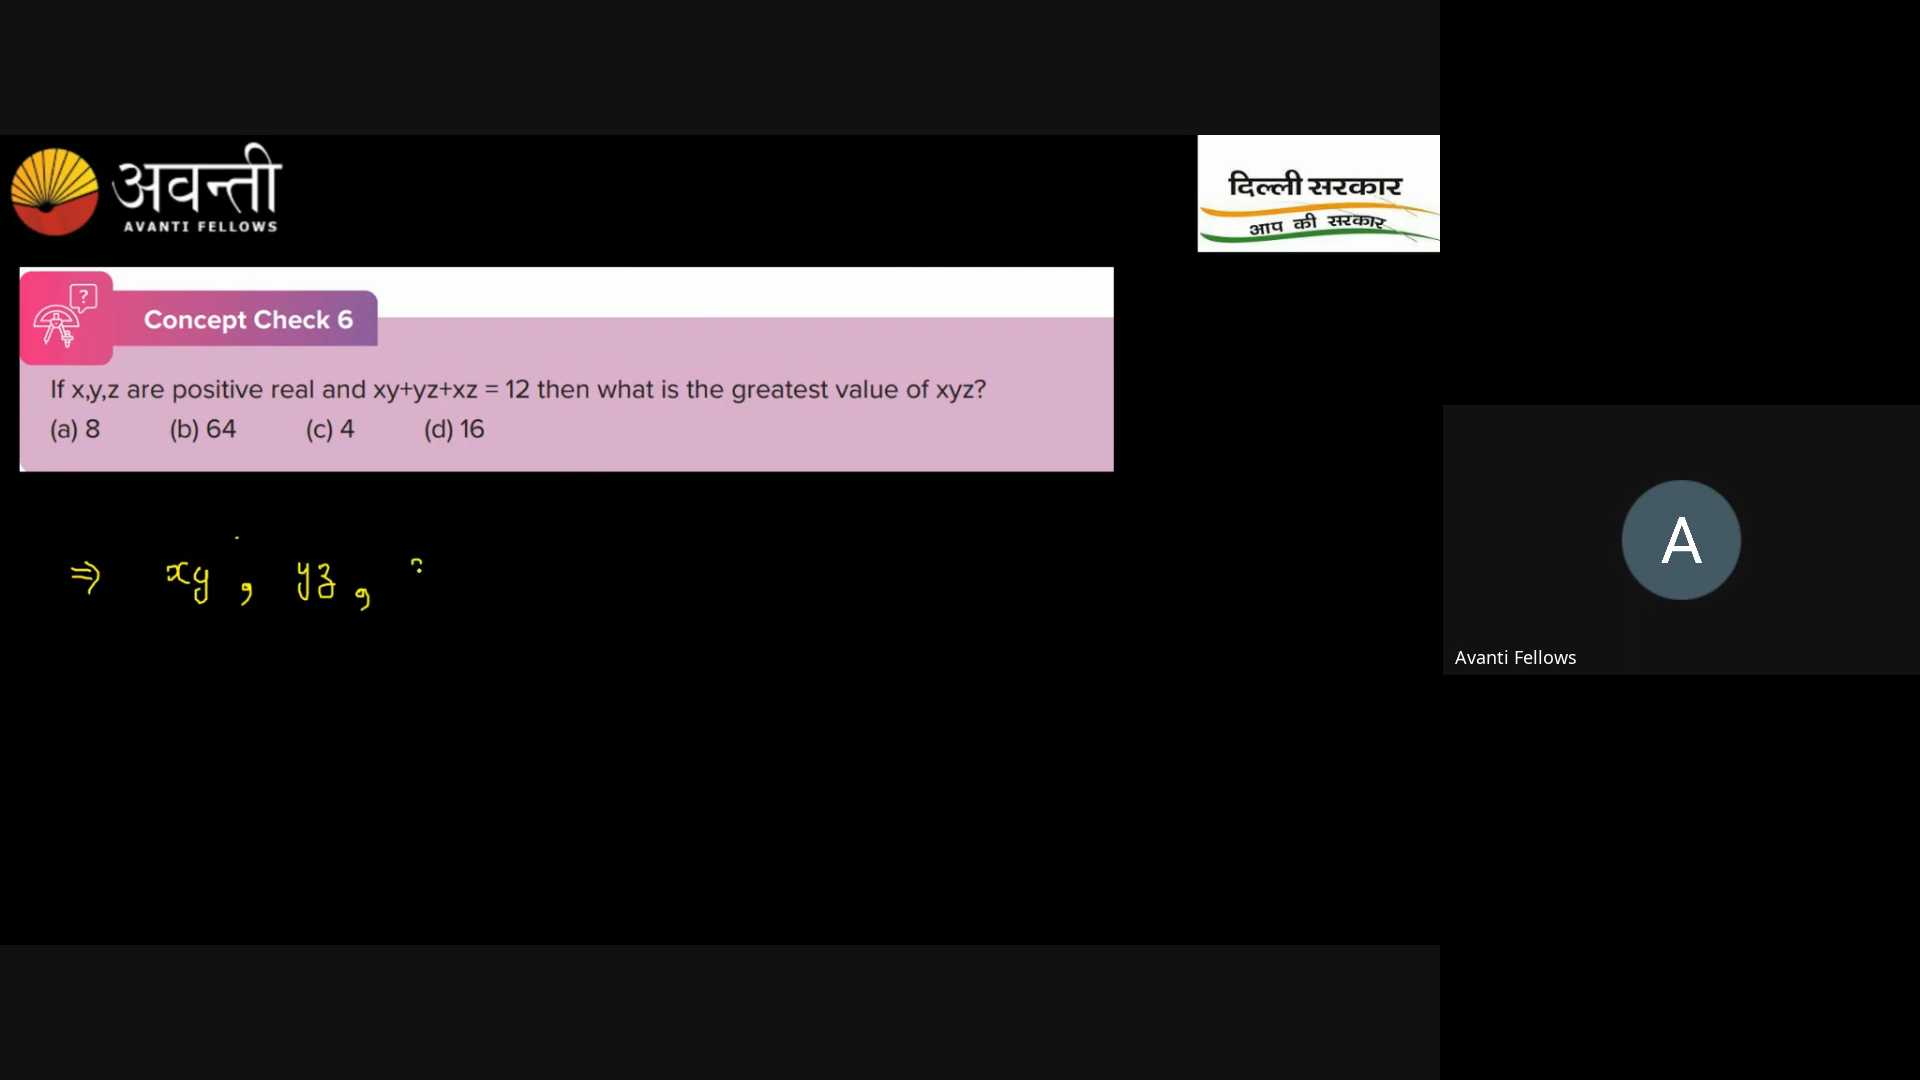 अवन्ती
AVANTI FELLOWS
दिल्ली सरकार
आप की सरकार
?
Concept Check 6
If x,y,z are positive real and xy+yz+xz = 12 then what is the greatest value of xyz?
(a) 8 (b) 64 (c) 4 (d) 16
⇒ xy , yz ,
A
Avanti Fellows